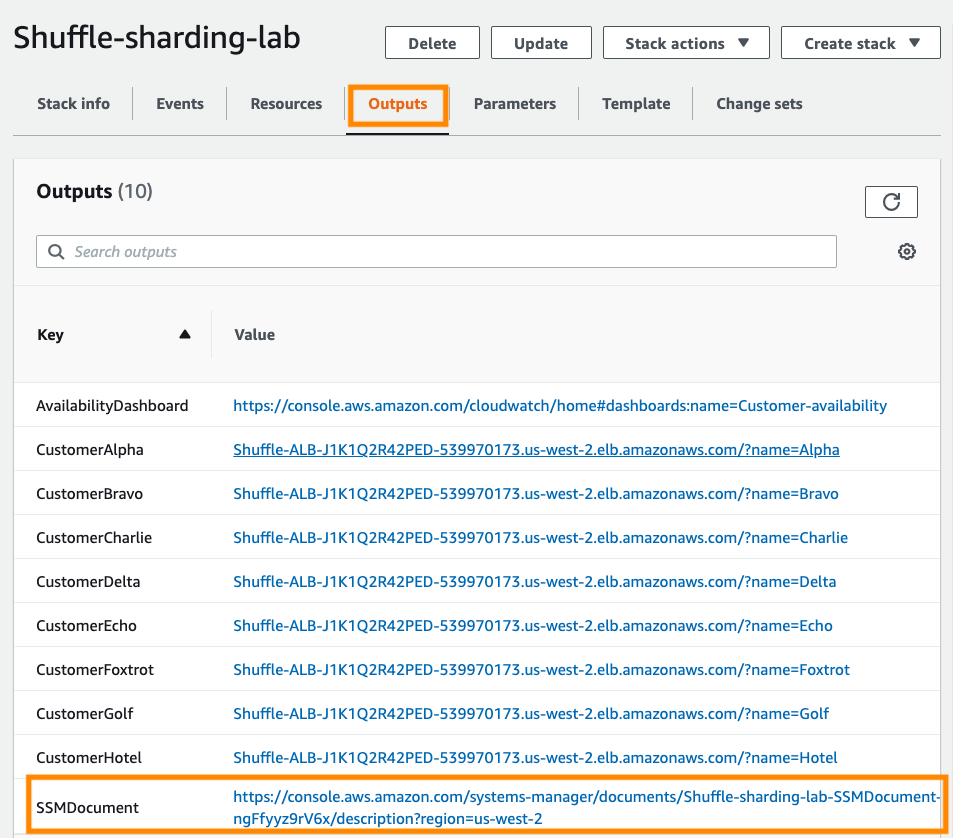 Shuffle-sharding-lab
Delete
Update
Stack actions
Create stack
Stack info
Events
Resources
Outputs
Parameters
Template
Change sets
Outputs (10)
Search outputs
Key
Value
AvailabilityDashboard https://console.aws.amazon.com/cloudwatch/home#dashboards:name=Customer-availability
CustomerAlpha Shuffle-ALB-J1K1Q2R42PED-539970173.us-west-2.elb.amazonaws.com/?name=Alpha
CustomerBravo Shuffle-ALB-J1K1Q2R42PED-539970173.us-west-2.elb.amazonaws.com/?name=Bravo
CustomerCharlie Shuffle-ALB-J1K1Q2R42PED-539970173.us-west-2.elb.amazonaws.com/?name=Charlie
CustomerDelta Shuffle-ALB-J1K1Q2R42PED-539970173.us-west-2.elb.amazonaws.com/?name=Delta
CustomerEcho Shuffle-ALB-J1K1Q2R42PED-539970173.us-west-2.elb.amazonaws.com/?name=Echo
CustomerFoxtrot Shuffle-ALB-J1K1Q2R42PED-539970173.us-west-2.elb.amazonaws.com/?name=Foxtrot
CustomerGolf Shuffle-ALB-J1K1Q2R42PED-539970173.us-west-2.elb.amazonaws.com/?name=Golf
CustomerHotel Shuffle-ALB-J1K1Q2R42PED-539970173.us-west-2.elb.amazonaws.com/?name=Hotel
SSMDocument
https://console.aws.amazon.com/systems-manager/documents/Shuffle-sharding-lab-SSMDocument-
ngFfyyz9rV6x/description?region=us-west-2